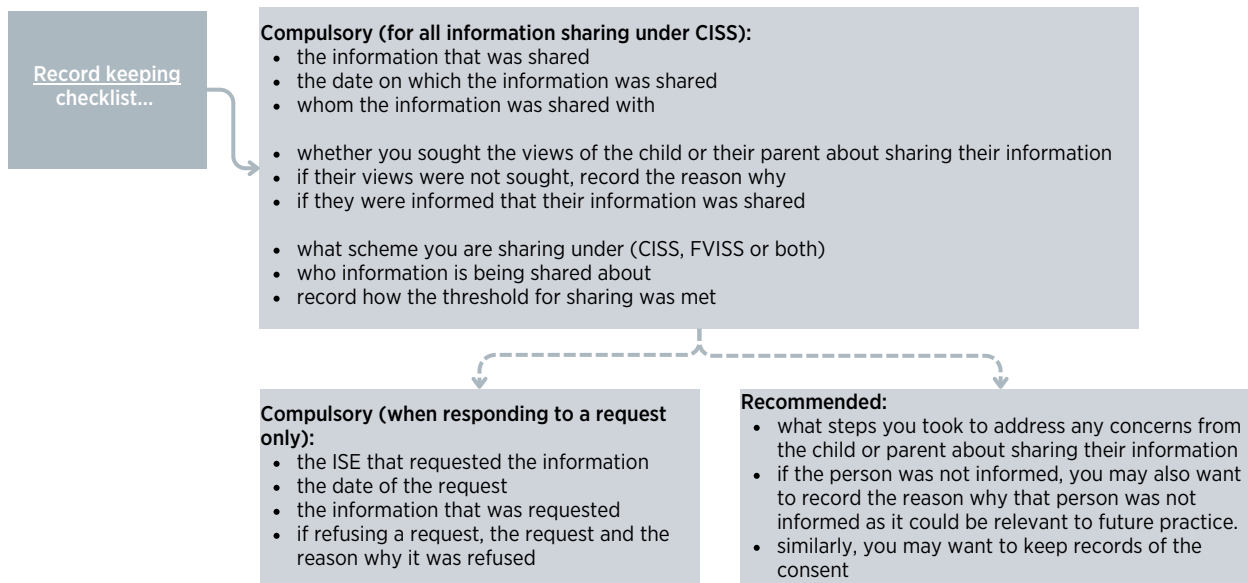 Record keeping
checklist...
Compulsory (for all information sharing under CISS):
• the information that was shared
• the date on which the information was shared
• whom the information was shared with
• whether you sought the views of the child or their parent about sharing their information
• if their views were not sought, record the reason why
• if they were informed that their information was shared
• what scheme you are sharing under (CISS, FVISS or both)
• who information is being shared about
• record how the threshold for sharing was met
Compulsory (when responding to a request
only):
• the ISE that requested the information
• the date of the request
• the information that was requested
• if refusing a request, the request and the
reason why it was refused
Recommended:
• what steps you took to address any concerns from
the child or parent about sharing their information
• if the person was not informed, you may also want
to record the reason why that person was not
informed as it could be relevant to future practice.
• similarly, you may want to keep records of the
consent